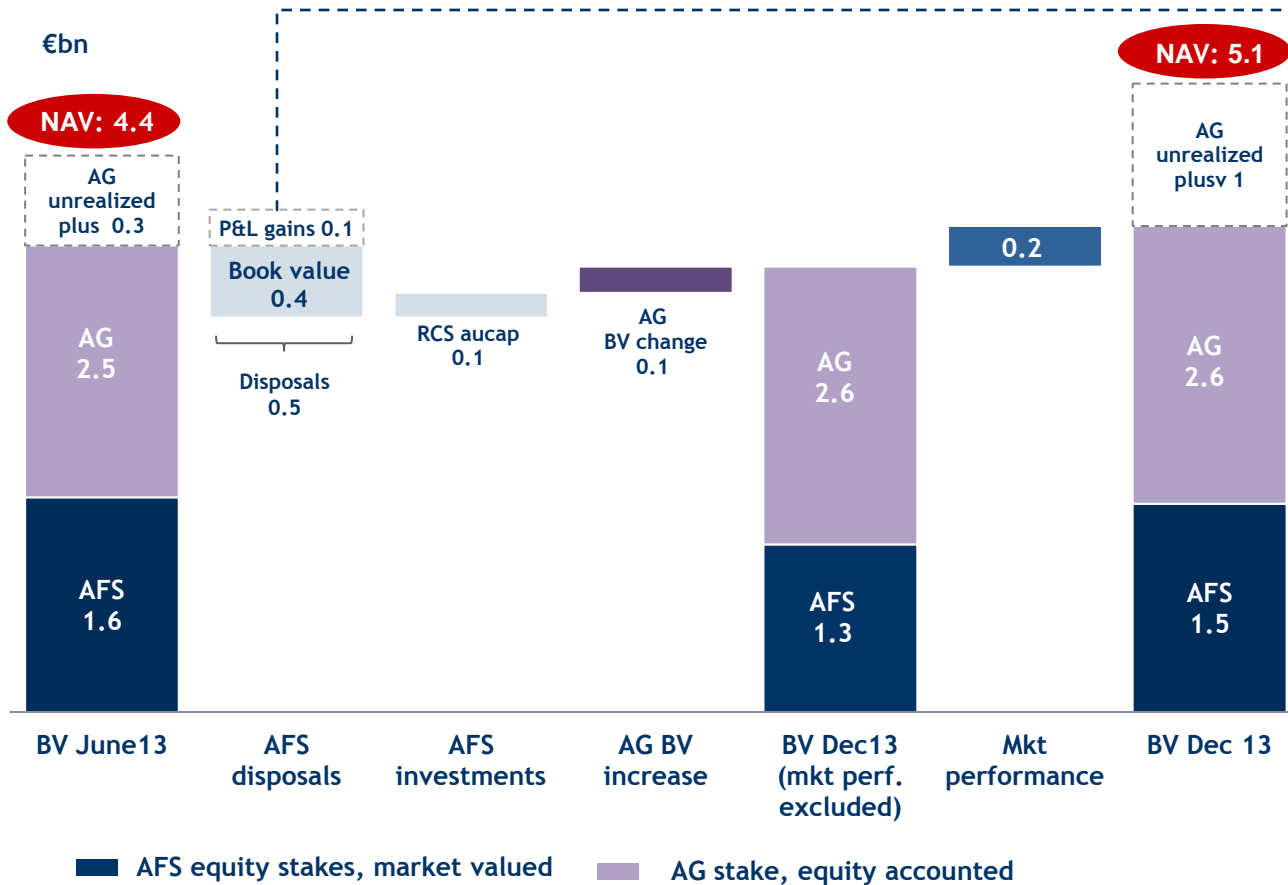 €bn
NAV: 4.4
NAV: 5.1
AG
unrealized
plus 0.3
P&L gains 0.1
Book value
0.4
Disposals
0.5
RCS aucap
0.1
AG
BV change
0.1
0.2
AG
unrealized
plusv 1
AG
2.5
AG
2.6
AG
2.6
AFS
1.6
AFS
1.3
AFS
1.5
BV June13
AFS
disposals
AFS
investments
AG BV
increase
BV Dec13
(mkt perf.
excluded)
Mkt
performance
BV Dec 13
AFS equity stakes, market valued
AG stake, equity accounted